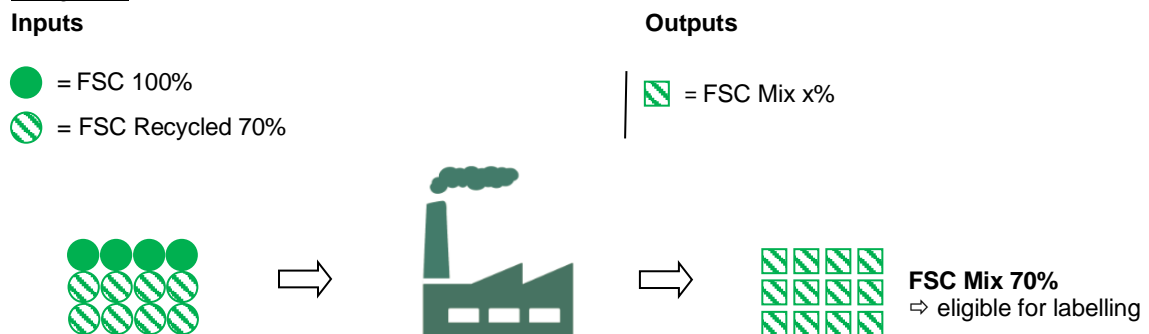 Inputs
Outputs
= FSC 100%
= FSC Mix x%
= FSC Recycled 70%
FSC Mix 70%
⇨ eligible for labelling